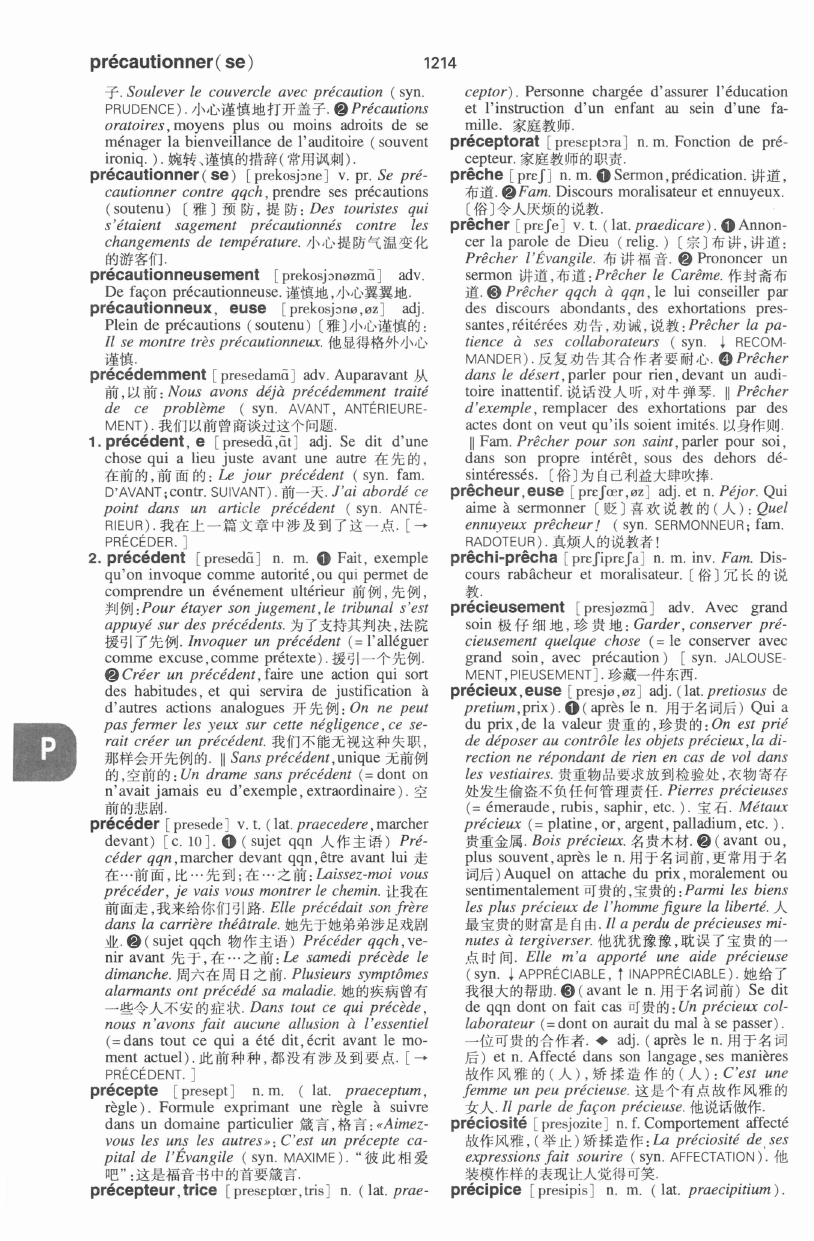 précautionner(se)
1214
子. Soulever le couvercle avec précaution ( syn.
PRUDENCE). 小心谨慎地打开盖子. ❷ Précautions
oratoires, moyens plus ou moins adroits de se
ménager la bienveillance de l'auditoire ( souvent
ironiq. ). 婉转、谨慎的措辞(常用讽刺).
précautionner ( se ) [ prekosjɔne ] v. pr. Se pré-
cautionner contre qqch, prendre ses précautions
( soutenu ) 〔雅〕预防, 提防: Des touristes qui
s'étaient sagement précautionnés contre les
changements de température. 小心提防气温变化
的游客们.
précautionneusement [ prekosjɔnøzmɑ̃ ] adv.
De façon précautionneuse. 谨慎地,小心翼翼地.
précautionneux, euse [ prekosjɔnø,øz ] adj.
Plein de précautions ( soutenu )〔雅〕小心谨慎的:
Il se montre très précautionneux. 他显得格外小心
谨慎.
précédemment [ presedamɑ̃ ] adv. Auparavant 从
前,以前: Nous avons déjà précédemment traité
de ce problème ( syn. AVANT, ANTÉRIEURE-
MENT). 我们以前曾商谈过这个问题.
1. précédent, e [ presedɑ̃,ɑ̃t ] adj. Se dit d'une
chose qui a lieu juste avant une autre 在先的,
在前的,前面的: Le jour précédent ( syn. fam.
D'AVANT;contr. SUIVANT). 前一天. J'ai abordé ce
point dans un article précédent ( syn. ANTÉ-
RIEUR). 我在上一篇文章中涉及到了这一点. [→
PRÉCÉDER. ]
2. précédent [ presedɑ̃ ] n. m. ❶ Fait, exemple
qu'on invoque comme autorité, ou qui permet de
comprendre un événement ultérieur 前例,先例,
判例: Pour étayer son jugement, le tribunal s'est
appuyé sur des précédents. 为了支持其判决,法院
援引了先例. Invoquer un précédent (= l'alléguer
comme excuse,comme prétexte). 援引一个先例.
❷ Créer un précédent, faire une action qui sort
des habitudes, et qui servira de justification à
d'autres actions analogues 开先例: On ne peut
pas fermer les yeux sur cette négligence, ce se-
rait créer un précédent. 我们不能无视这种失职,
那样会开先例的. ‖ Sans précédent, unique 无前例
的,空前的: Un drame sans précédent (= dont on
n'avait jamais eu d'exemple, extraordinaire). 空
前的悲剧.
précéder [ presede ] v. t. ( lat. praecedere, marcher
devant) [ c. 10 ]. ❶ ( sujet qqn 人作主语) Pré-
céder qqn, marcher devant qqn, être avant lui 走
在…前面,比…先到;在…之前: Laissez-moi vous
précéder, je vais vous montrer le chemin. 让我在
前面走,我来给你们引路. Elle précédait son frère
dans la carrière théâtrale. 她先于她弟弟涉足戏剧
业. ❷ ( sujet qqch 物作主语) Précéder qqch, ve-
nir avant 先于,在…之前: Le samedi précède le
dimanche. 周六在周日之前. Plusieurs symptômes
alarmants ont précédé sa maladie. 她的疾病曾有
一些令人不安的症状. Dans tout ce qui précède,
nous n'avons fait aucune allusion à l'essentiel
(= dans tout ce qui a été dit, écrit avant le mo-
ment actuel). 此前种种,都没有涉及到要点. [→
PRÉCÉDENT. ]
précepte [ presept ] n. m. ( lat. praeceptum,
règle). Formule exprimant une règle à suivre
dans un domaine particulier 箴言,格言: «Aimez-
vous les uns les autres»: C'est un précepte ca-
pital de l'Évangile ( syn. MAXIME). “彼此相爱
吧”:这是福音书中的首要箴言.
précepteur, trice [ presɛptœr,tris ] n. ( lat. prae-
ceptor). Personne chargée d'assurer l'éducation
et l'instruction d'un enfant au sein d'une fa-
mille. 家庭教师.
préceptorat [ presɛptɔra ] n. m. Fonction de pré-
cepteur. 家庭教师的职责.
prêche [ prɛʃ ] n. m. ❶ Sermon, prédication. 讲道,
布道. ❷ Fam. Discours moralisateur et ennuyeux.
〔俗〕令人厌烦的说教.
prêcher [ prɛʃe ] v. t. ( lat. praedicare). ❶ Annon-
cer la parole de Dieu ( relig. )〔宗〕布讲,讲道:
Prêcher l'Évangile. 布讲福音. ❷ Prononcer un
sermon 讲道,布道: Prêcher le Carême. 作封斋布
道. ❸ Prêcher qqch à qqn, le lui conseiller par
des discours abondants, des exhortations pres-
santes, réitérées 劝告,劝诫,说教: Prêcher la pa-
tience à ses collaborateurs ( syn. ↓ RECOM-
MANDER). 反复劝告其合作者要耐心. ❹ Prêcher
dans le désert, parler pour rien, devant un audi-
toire inattentif. 说话没人听,对牛弹琴. ‖ Prêcher
d'exemple, remplacer des exhortations par des
actes dont on veut qu'ils soient imités. 以身作则.
‖ Fam. Prêcher pour son saint, parler pour soi,
dans son propre intérêt, sous des dehors dé-
sintéressés. 〔俗〕为自己利益大肆吹捧.
prêcheur, euse [ prɛʃœr,øz ] adj. et n. Péjor. Qui
aime à sermonner 〔贬〕喜欢说教的(人): Quel
ennuyeux prêcheur! ( syn. SERMONNEUR; fam.
RADOTEUR). 真烦人的说教者!
prêchi-prêcha [ prɛʃiprɛʃa ] n. m. inv. Fam. Dis-
cours rabâcheur et moralisateur. 〔俗〕冗长的说
教.
précieusement [ presjøzmɑ̃ ] adv. Avec grand
soin 极仔细地,珍贵地: Garder, conserver pré-
cieusement quelque chose (= le conserver avec
grand soin, avec précaution) [ syn. JALOUSE-
MENT, PIEUSEMENT ]. 珍藏一件东西.
précieux, euse [ presjø,øz ] adj. ( lat. pretiosus de
pretium, prix). ❶ ( après le n. 用于名词后) Qui a
du prix, de la valeur 贵重的,珍贵的: On est prié
de déposer au contrôle les objets précieux, la di-
rection ne répondant de rien en cas de vol dans
les vestiaires. 贵重物品要求放到检验处,衣物寄存
处发生偷盗不负任何管理责任. Pierres précieuses
(= émeraude, rubis, saphir, etc. ). 宝石. Métaux
précieux (= platine, or, argent, palladium, etc. ).
贵重金属. Bois précieux. 名贵木材. ❷ ( avant ou,
plus souvent, après le n. 用于名词前,更常用于名
词后) Auquel on attache du prix, moralement ou
sentimentalement 可贵的,宝贵的: Parmi les biens
les plus précieux de l'homme figure la liberté. 人
最宝贵的财富是自由. Il a perdu de précieuses mi-
nutes à tergiverser. 他犹犹豫豫,耽误了宝贵的一
点时间. Elle m'a apporté une aide précieuse
( syn. ↓ APPRÉCIABLE, ↑ INAPPRÉCIABLE). 她给了
我很大的帮助. ❸ ( avant le n. 用于名词前) Se dit
de qqn dont on fait cas 可贵的: Un précieux col-
laborateur (= dont on aurait du mal à se passer).
一位可贵的合作者. ◆ adj. ( après le n. 用于名词
后) et n. Affecté dans son langage, ses manières
故作风雅的(人),矫揉造作的(人): C'est une
femme un peu précieuse. 这是个有点故作风雅的
女人. Il parle de façon précieuse. 他说话做作.
préciosité [ presjozite ] n. f. Comportement affecté
故作风雅,(举止)矫揉造作: La préciosité de ses
expressions fait sourire ( syn. AFFECTATION). 他
装模作样的表现让人觉得可笑.
précipice [ presipis ] n. m. ( lat. praecipitium).
P